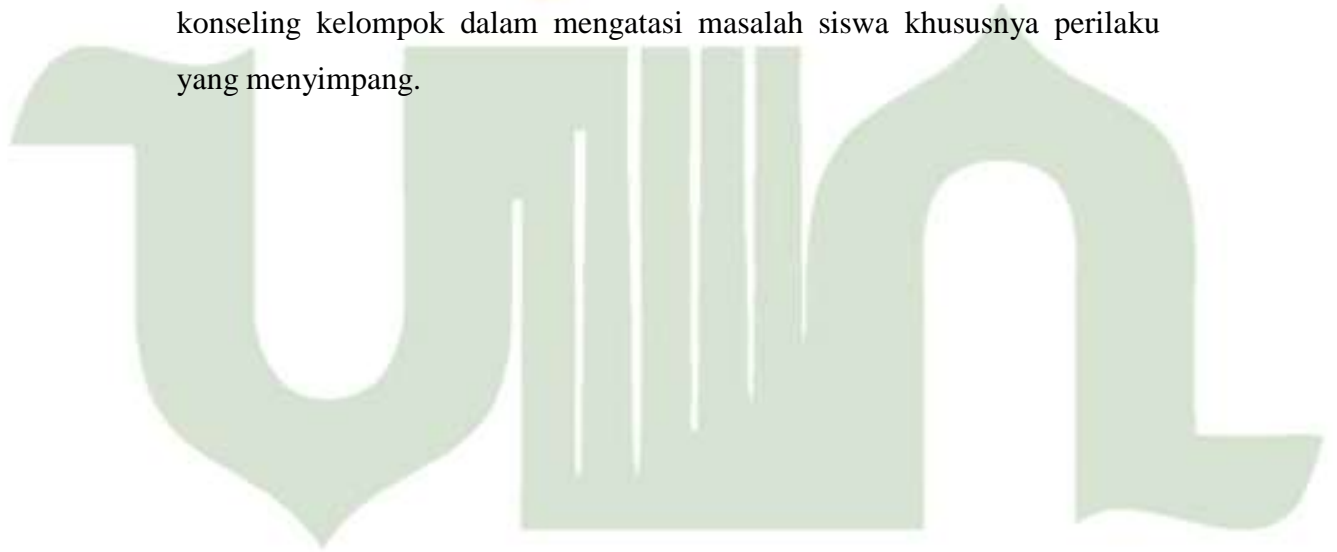 konseling kelompok dalam mengatasi masalah siswa khususnya perilaku
yang menyimpang.